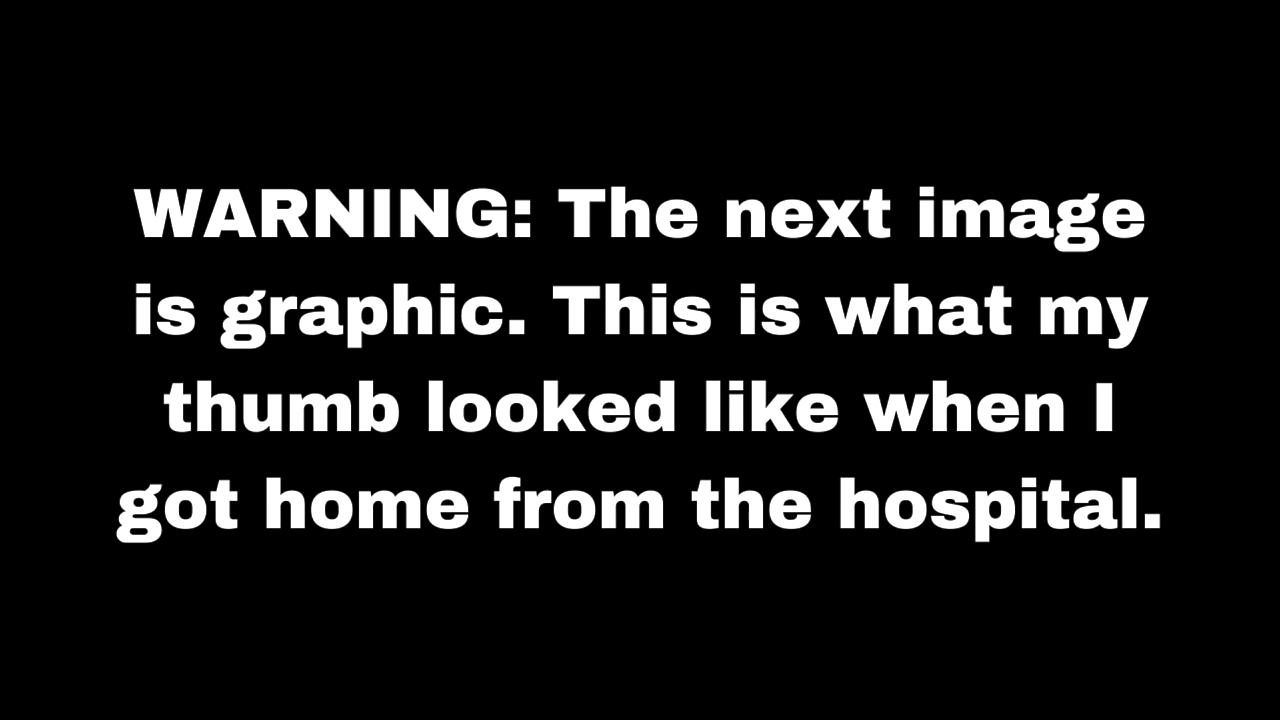 WARNING: The next image
is graphic. This is what my
thumb looked like when I
got home from the hospital.